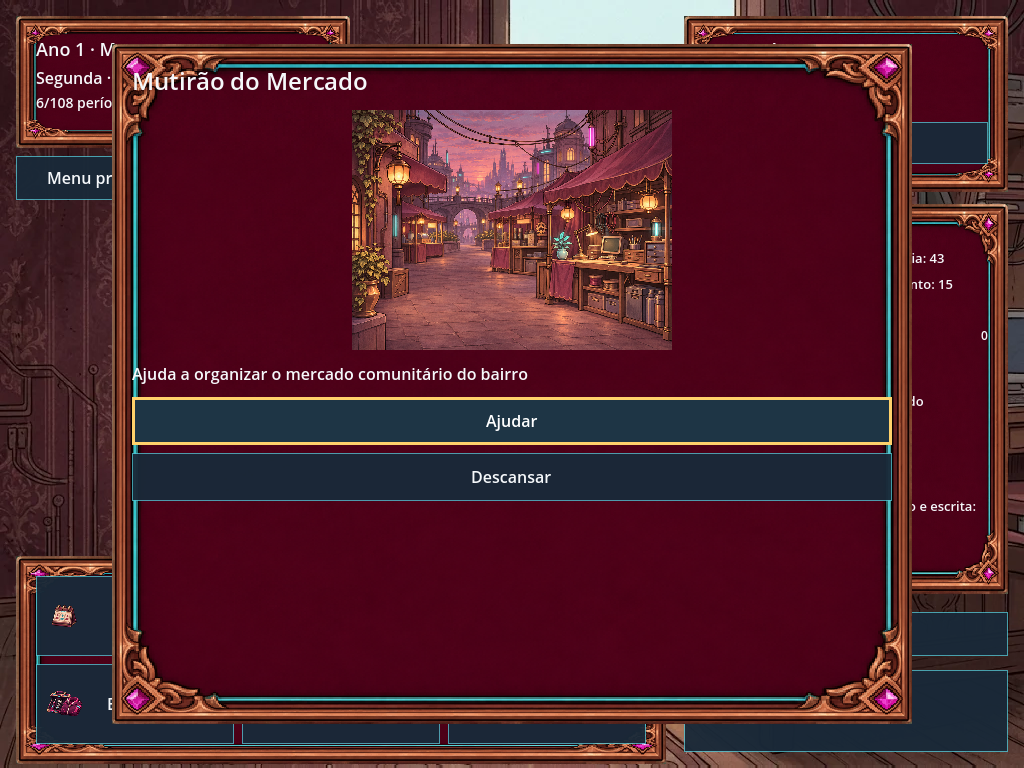 Ano 1 · M
Segunda ·
6/108 perío
Menu pr
Mutirão do Mercado
Ajuda a organizar o mercado comunitário do bairro
Ajudar
Descansar
ia: 43
nto: 15
0
do
o e escrita: